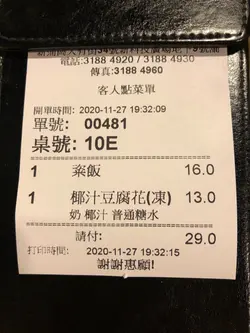 電話:3188 4920 / 3188 4930
傳真:3188 4960
客人點菜單
開單時間: 2020-11-27 19:32:09
單號: 00481
桌號: 10E
1 粢飯 16.0
1 椰汁豆腐花(凍) 13.0
奶 椰汁 普通糖水
請付: 29.0
打印時間: 2020-11-27 19:32:15
謝謝惠顧!